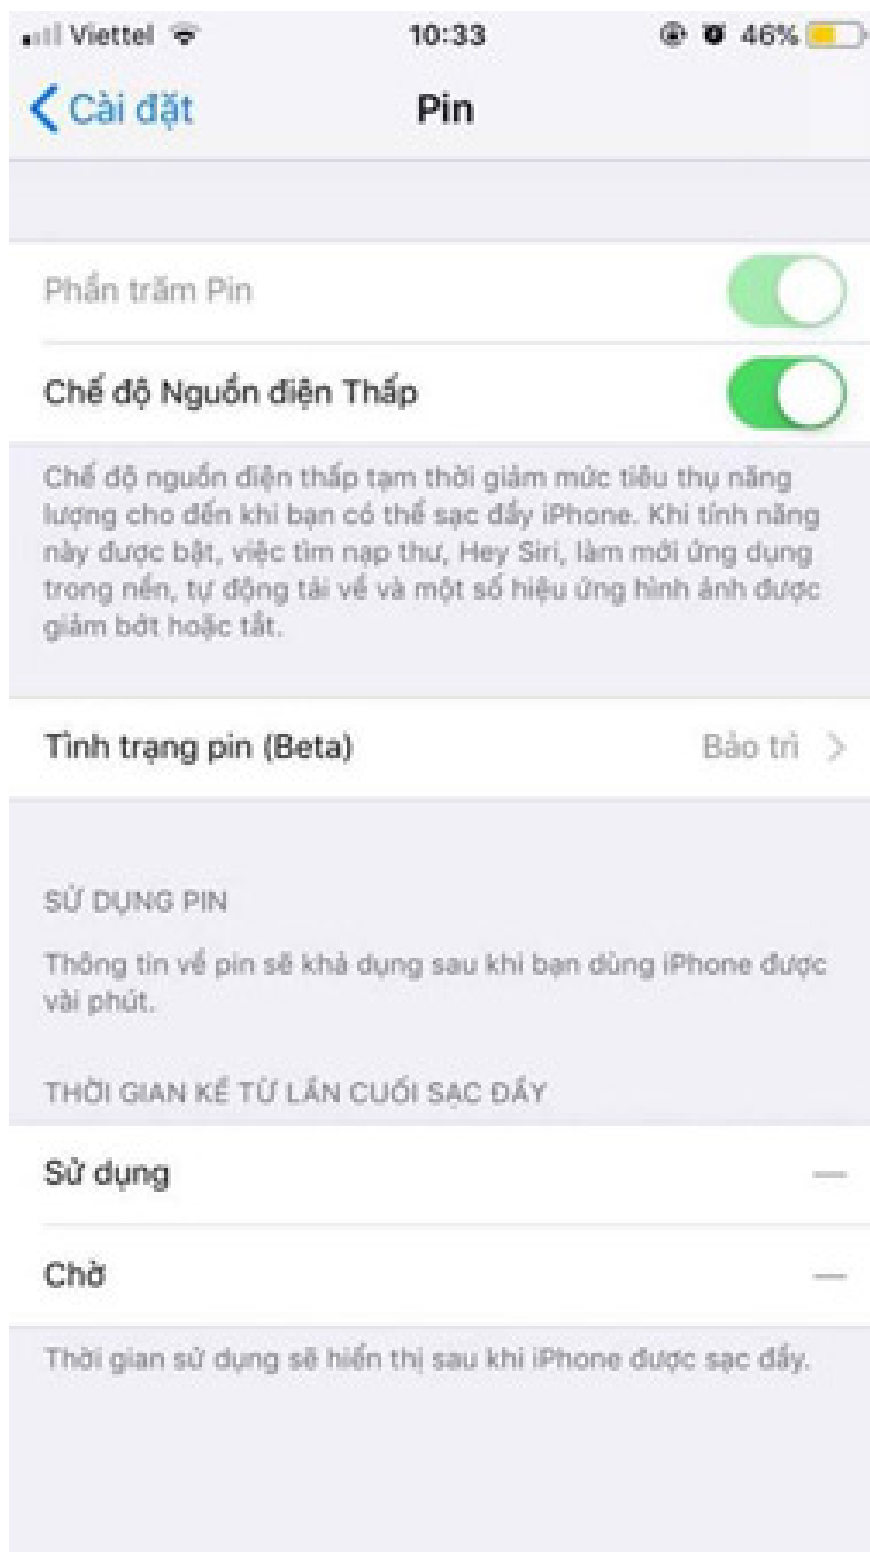 Viettel 10:33 46%
Cài đặt Pin
Phần trăm Pin
Chế độ Nguồn điện Thấp
Chế độ nguồn điện thấp tạm thời giảm mức tiêu thụ năng
lượng cho đến khi bạn có thể sạc đầy iPhone. Khi tính năng
này được bật, việc tìm nạp thư, Hey Siri, làm mới ứng dụng
trong nền, tự động tải về và một số hiệu ứng hình ảnh được
giảm bớt hoặc tắt.
Tình trạng pin (Beta) Bảo trì
SỬ DỤNG PIN
Thông tin về pin sẽ khả dụng sau khi bạn dùng iPhone được
vài phút.
THỜI GIAN KỂ TỪ LẦN CUỐI SẠC ĐẦY
Sử dụng —
Chờ —
Thời gian sử dụng sẽ hiển thị sau khi iPhone được sạc đầy.